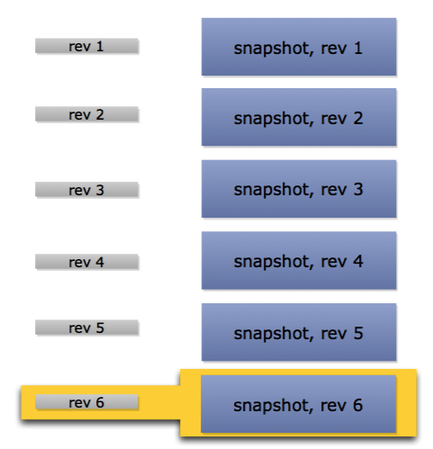 rev 1 snapshot, rev 1
rev 2 snapshot, rev 2
rev 3 snapshot, rev 3
rev 4 snapshot, rev 4
rev 5 snapshot, rev 5
rev 6 snapshot, rev 6